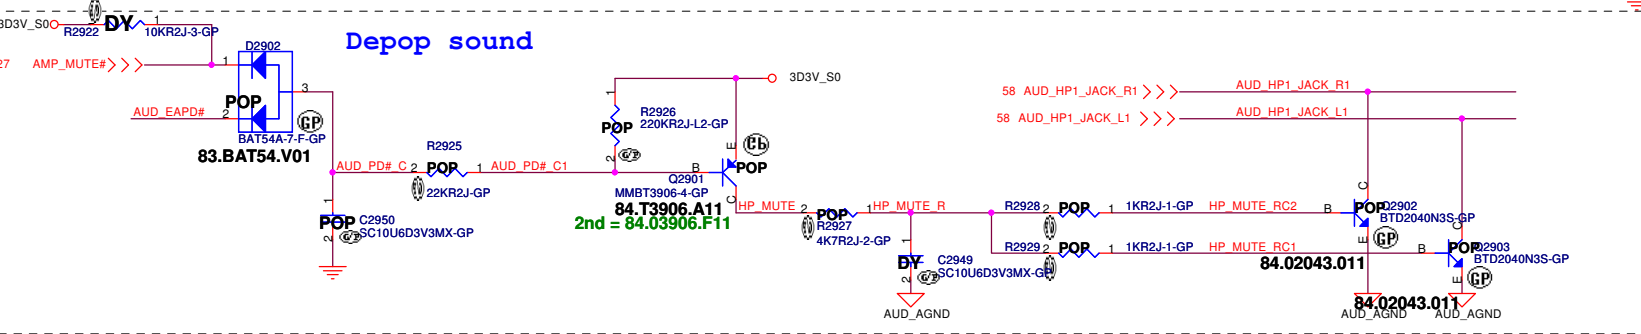 3D3V_S0
R2922
DY
1
10KR2J-3-GP
Depop sound
27
AMP_MUTE#
D2902
1
3
POP
AUD_EAPD#
2
GP
BAT54A-7-F-GP
83.BAT54.V01
3D3V_S0
1
R2926
220KR2J-L2-GP
POP
2
58 AUD_HP1_JACK_R1
AUD_HP1_JACK_R1
58 AUD_HP1_JACK_L1
AUD_HP1_JACK_L1
R2925
AUD_PD#_C
2
POP
1
AUD_PD#_C1
22KR2J-GP
E
B
POP
C
Q2901
MMBT3906-4-GP
84.T3906.A11
2nd = 84.03906.F11
1
POP
C2950
SC10U6D3V3MX-GP
2
HP_MUTE
2
POP
1
HP_MUTE_R
R2927
4K7R2J-2-GP
1
DY
C2949
SC10U6D3V3MX-GP
2
AUD_AGND
R2928
2
POP
1
1KR2J-1-GP
HP_MUTE_RC2
B
C
POP
Q2902
BTD2040N3S-GP
E
GP
R2929
2
POP
1
1KR2J-1-GP
HP_MUTE_RC1
B
C
POP
Q2903
BTD2040N3S-GP
E
GP
84.02043.011
84.02043.011
AUD_AGND
AUD_AGND